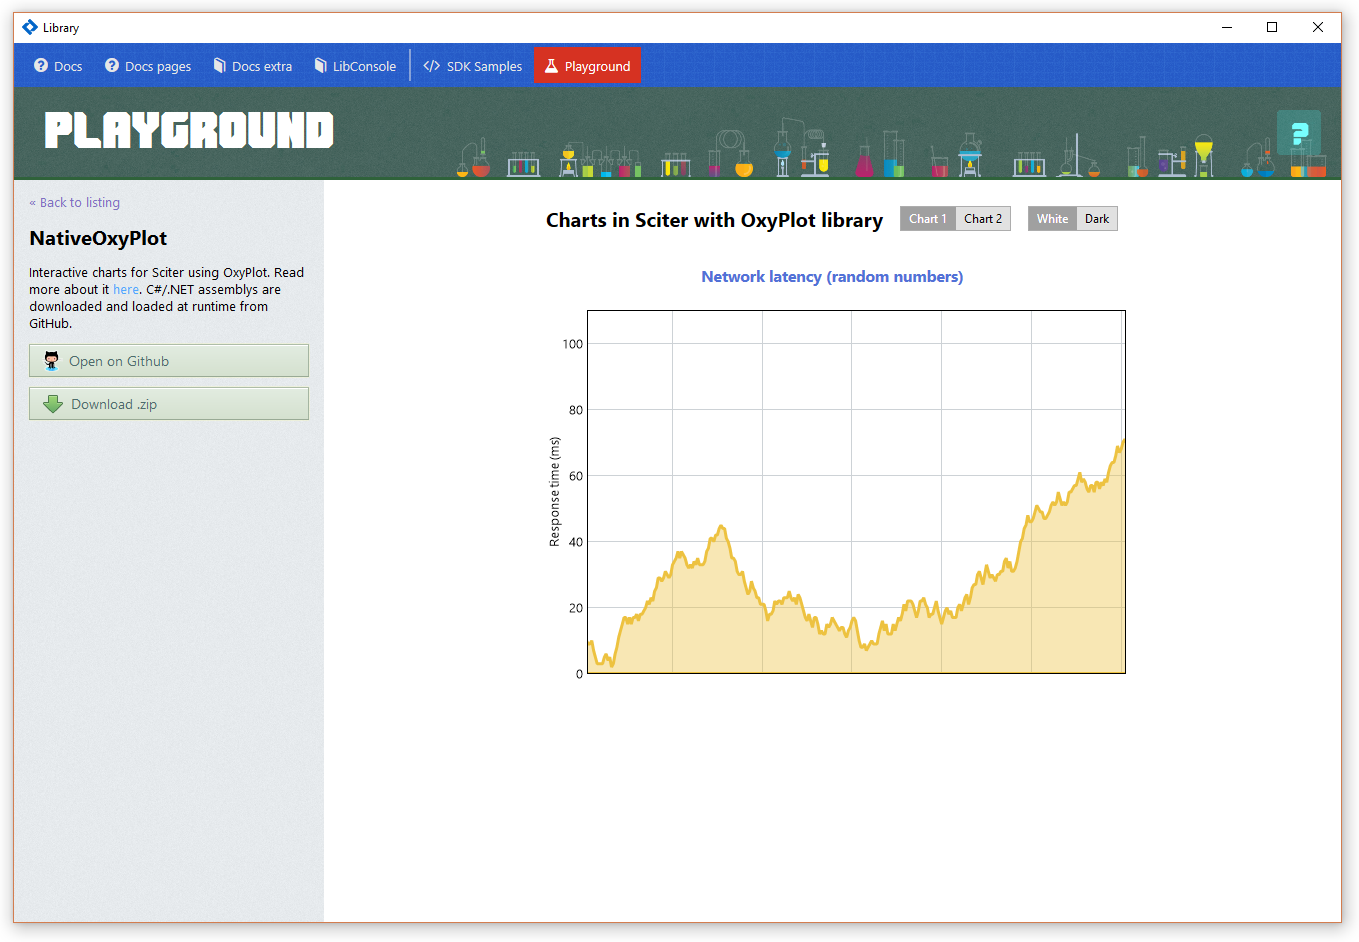 Library
Docs
Docs pages
Docs extra
LibConsole
SDK Samples
Playground
PLAYGROUND
?
« Back to listing
NativeOxyPlot
Interactive charts for Sciter using OxyPlot. Read
more about it here. C#/.NET assemblys are
downloaded and loaded at runtime from
GitHub.
Open on Github
Download .zip
Charts in Sciter with OxyPlot library
Chart 1
Chart 2
White
Dark
Network latency (random numbers)
Response time (ms)
100
80
60
40
20
0